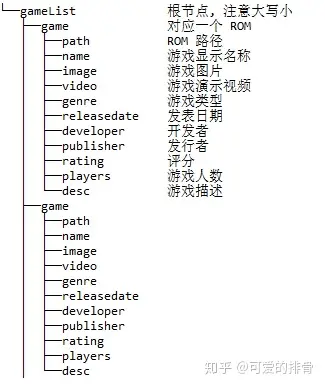 gameList 根节点，注意大写小
game 对应一个 ROM
path ROM 路径
name 游戏显示名称
image 游戏图片
video 游戏演示视频
genre 游戏类型
releasedate 发表日期
developer 开发者
publisher 发行者
rating 评分
players 游戏人数
desc 游戏描述
game
path
name
image
video
genre
releasedate
developer
publisher
rating
players
desc
知乎 @可爱的排骨